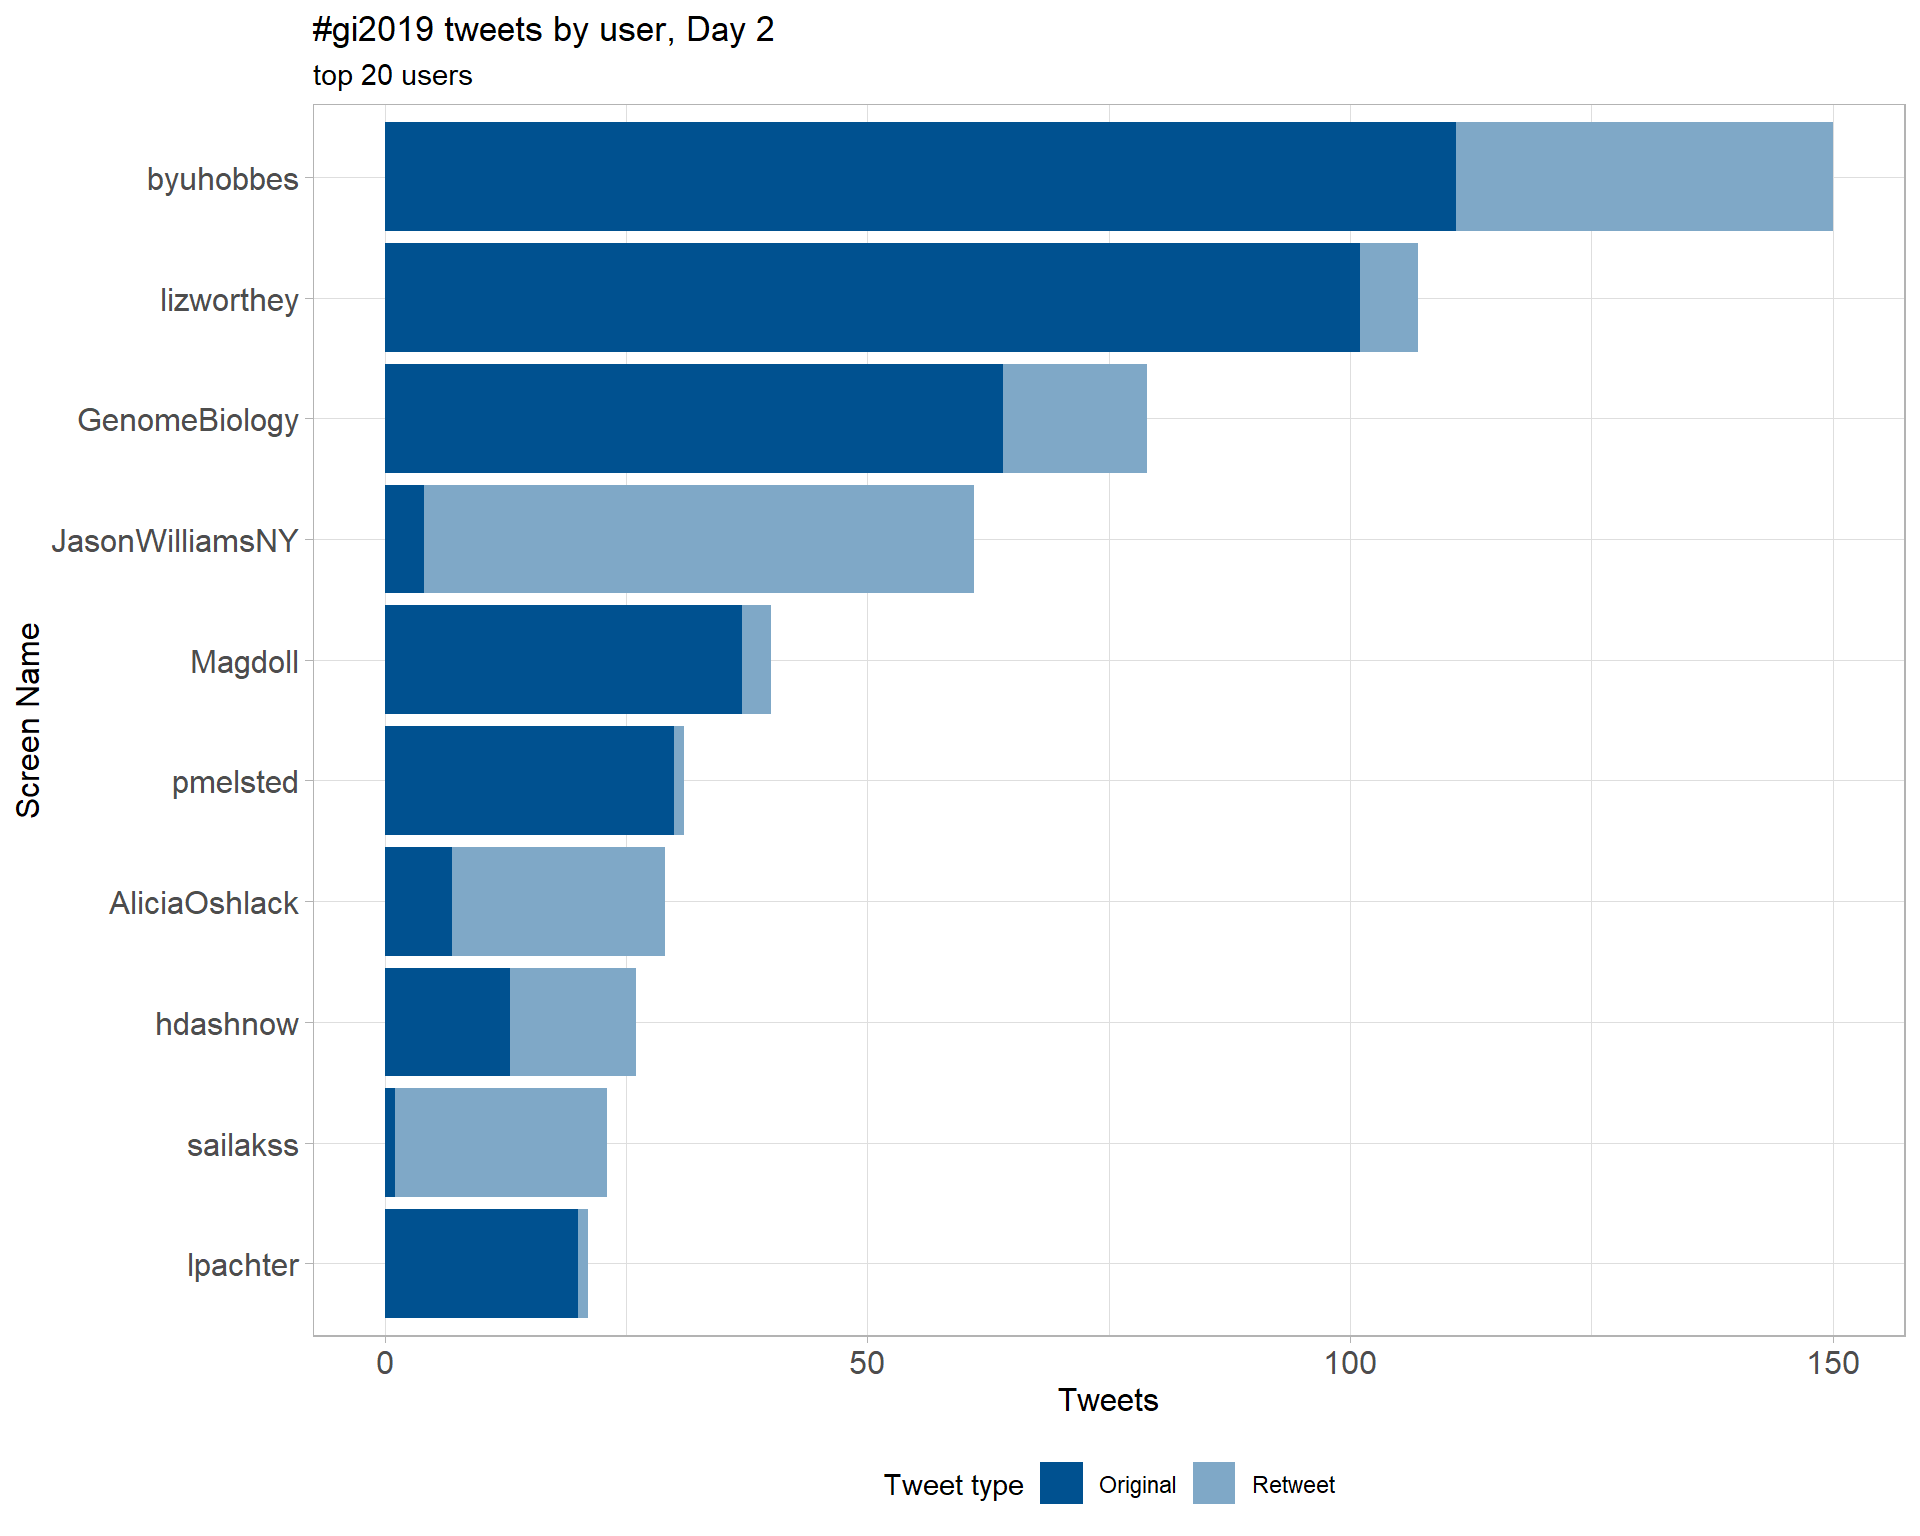 #gi2019 tweets by user, Day 2
top 20 users
byuhobbes
lizworthey
GenomeBiology
JasonWilliamsNY
Magdoll
pmelsted
AliciaOshlack
hdashnow
sailakss
lpachter
Screen Name
0 50 100 150
Tweets
Tweet type Original Retweet